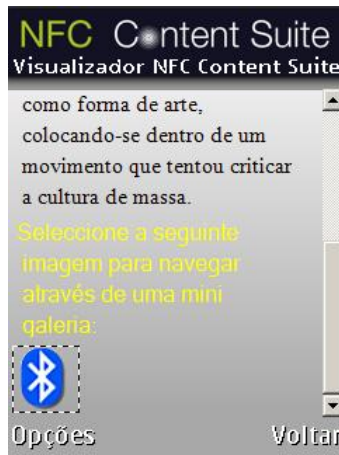 NFC Content Suite
Visualizador NFC Content Suite
como forma de arte,
colocando-se dentro de um
movimento que tentou criticar
a cultura de massa.
Seleccione a seguinte
imagem para navegar
através de uma mini
galeria:
Opções Voltar